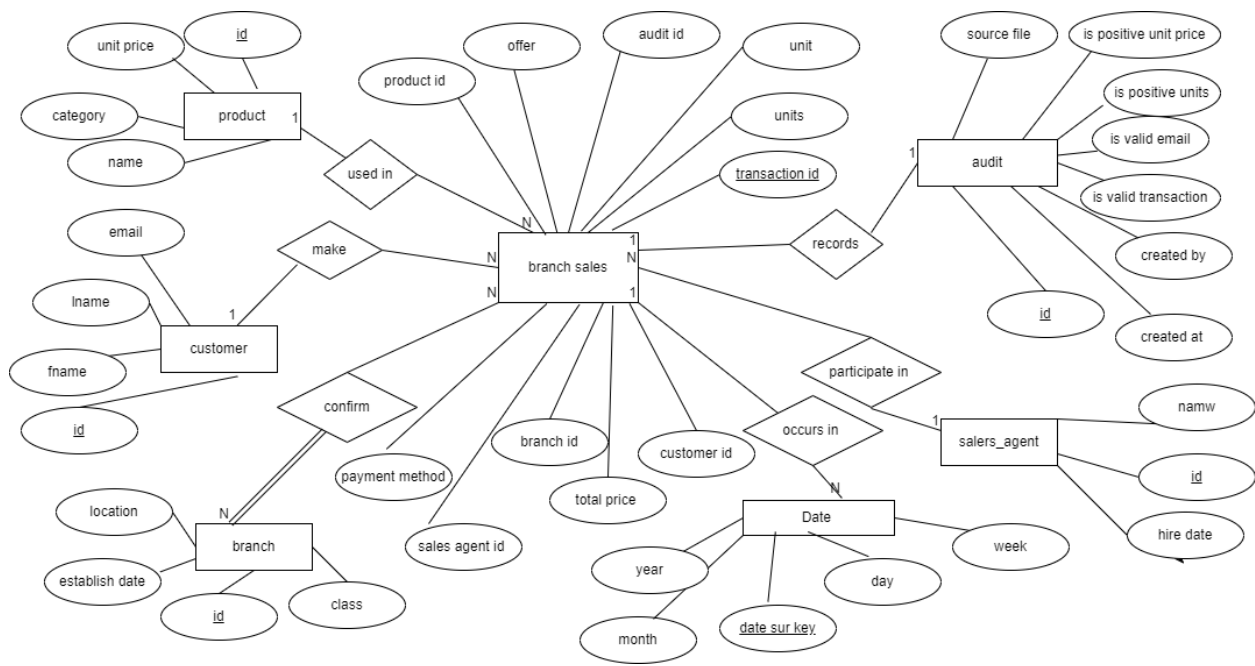 unit price
id
offer
audit id
unit
source file
is positive unit price
product id
category
product
1
is positive units
units
name
is valid email
1
audit
used in
transaction id
is valid transaction
email
N
make
1
records
created by
N
branch sales
N
lname
N
1
id
1
created at
customer
fname
participate in
namw
id
confirm
branch id
occurs in
customer id
1
salers_agent
payment method
id
total price
N
location
N
Date
hire date
branch
sales agent id
week
establish date
year
day
id
class
month
date sur key